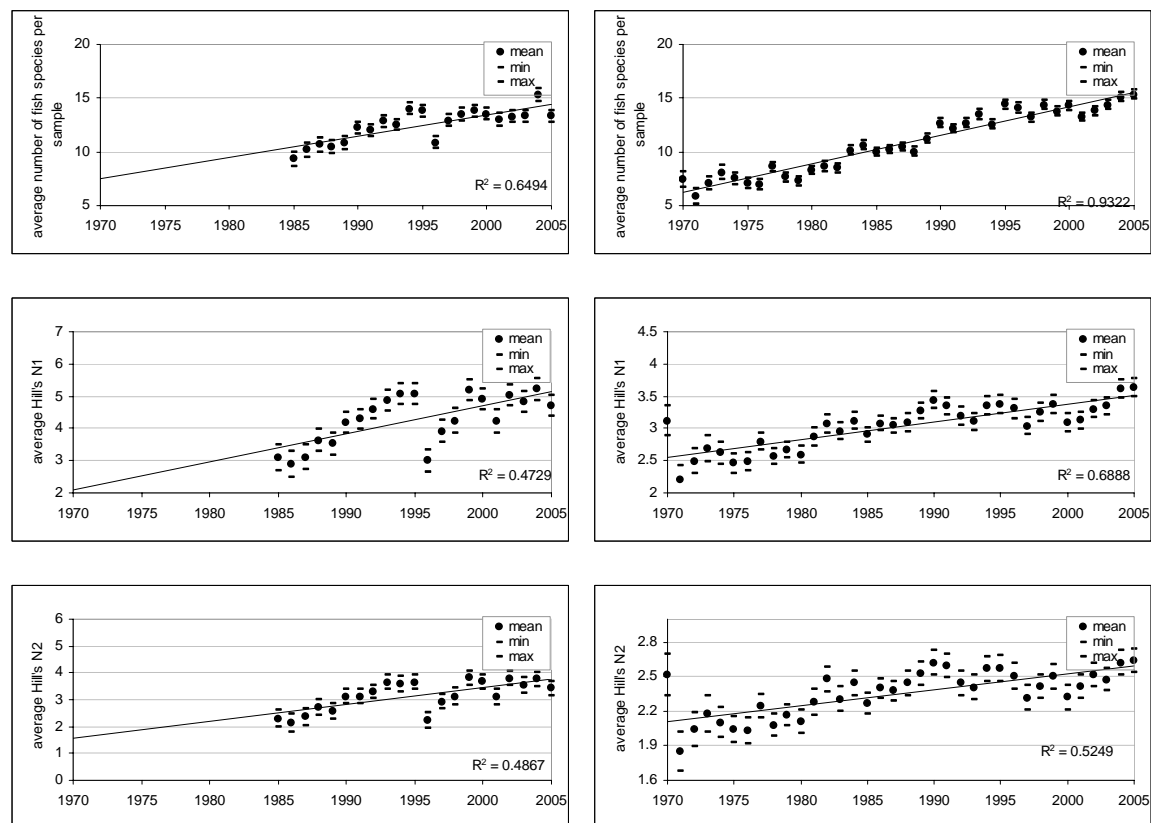 average number of fish species per
sample
20
15
10
5
1970 1975 1980 1985 1990 1995 2000 2005
mean
min
max
R² = 0.6494
average number of fish species per
sample
20
15
10
5
1970 1975 1980 1985 1990 1995 2000 2005
mean
min
max
R² = 0.9322
average Hill's N1
7
6
5
4
3
2
1970 1975 1980 1985 1990 1995 2000 2005
mean
min
max
R² = 0.4729
average Hill's N1
4.5
4
3.5
3
2.5
2
1970 1975 1980 1985 1990 1995 2000 2005
mean
min
max
R² = 0.6888
average Hill's N2
6
5
4
3
2
1
0
1970 1975 1980 1985 1990 1995 2000 2005
mean
min
max
R² = 0.4867
average Hill's N2
2.8
2.5
2.2
1.9
1.6
1970 1975 1980 1985 1990 1995 2000 2005
mean
min
max
R² = 0.5249